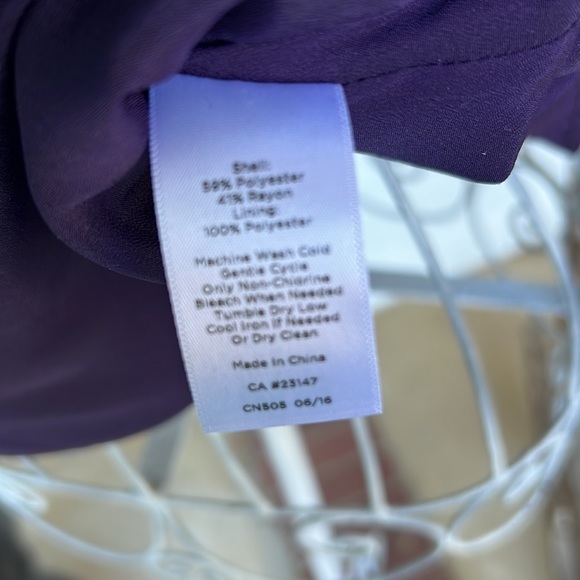 Shell:
59% Polyester
41% Rayon
Lining:
100% Polyester
Machine Wash Cold
Gentle Cycle
Only Non-Chlorine
Bleach When Needed
Tumble Dry Low
Cool Iron If Needed
Or Dry Clean
Made in China
CA #23147
CN505 06/16